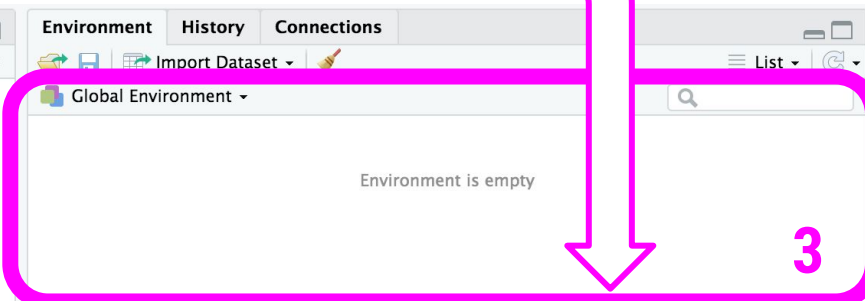 Environment History Connections
Import Dataset List
Global Environment
Environment is empty
3